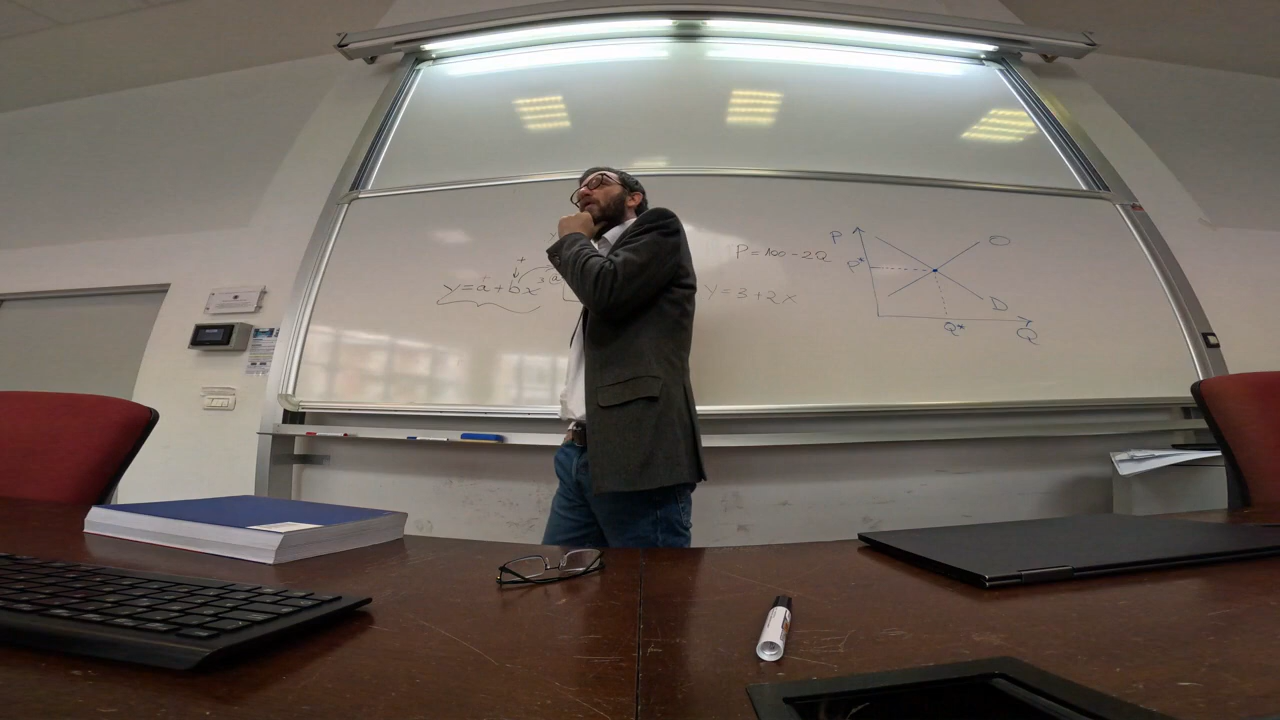 +
y=a+bx
P=100-2Q
y=3+2x
P
P*
O
D
Q*
Q